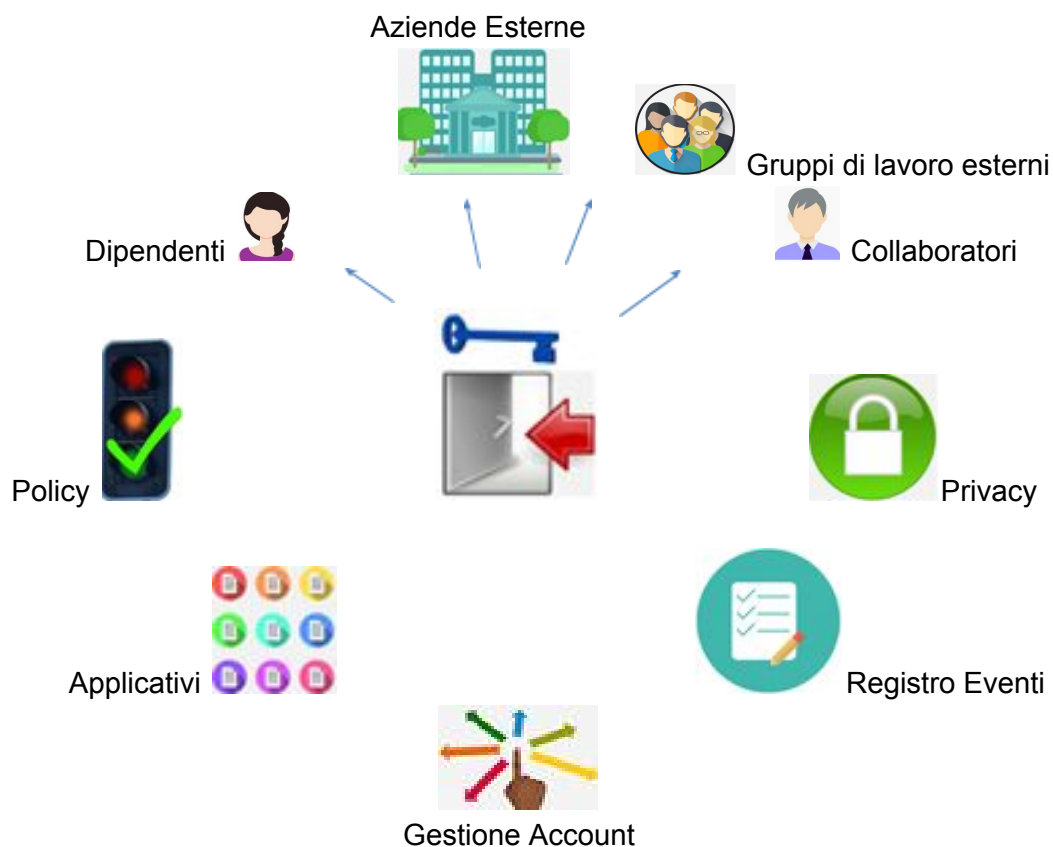 Aziende Esterne
Gruppi di lavoro esterni
Dipendenti
Collaboratori
Policy
Privacy
Applicativi
Registro Eventi
Gestione Account